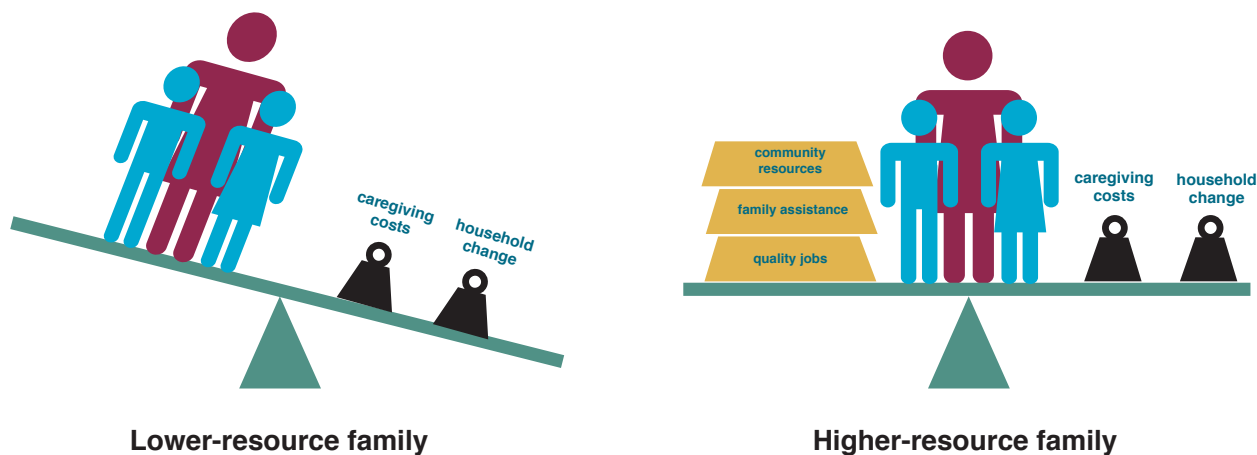 caregiving
costs
household
change
Lower-resource family
community
resources
family assistance
quality jobs
caregiving
costs
household
change
Higher-resource family